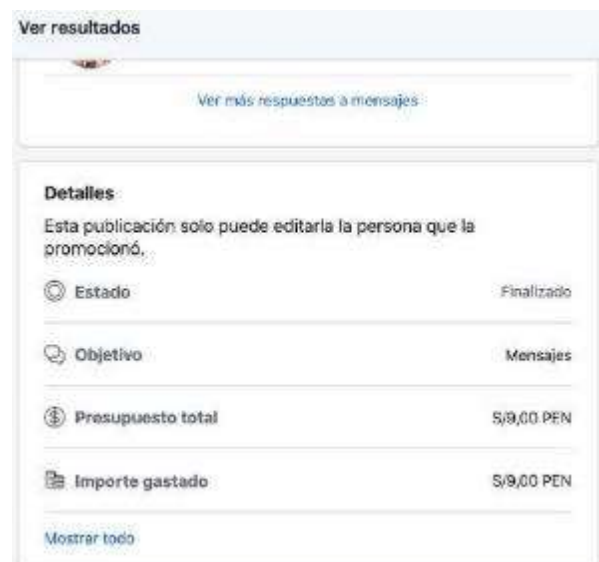 Ver resultados
Ver más respuestas a mensajes
Detalles
Esta publicación solo puede editarla la persona que la
promocionó.
Estado
Finalizado
Objetivo
Mensajes
Presupuesto total
S/9,00 PEN
Importe gastado
S/9,00 PEN
Mostrar todo